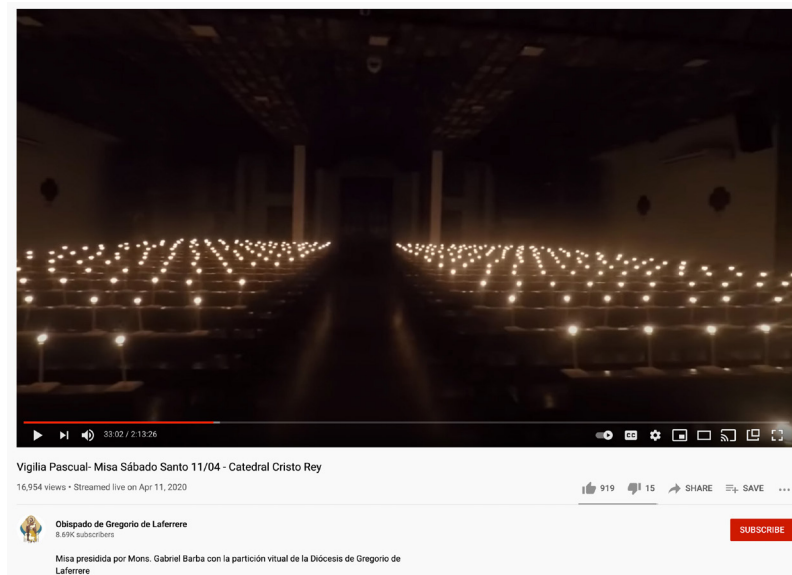 33:02 / 2:13:26
CC
Vigilia Pascual- Misa Sábado Santo 11/04 - Catedral Cristo Rey
16,954 views • Streamed live on Apr 11, 2020
919 15 SHARE SAVE
Obispado de Gregorio de Laferrere
8.69K subscribers
SUBSCRIBE
Misa presidida por Mons. Gabriel Barba con la partición vitual de la Diócesis de Gregorio de
Laferrere